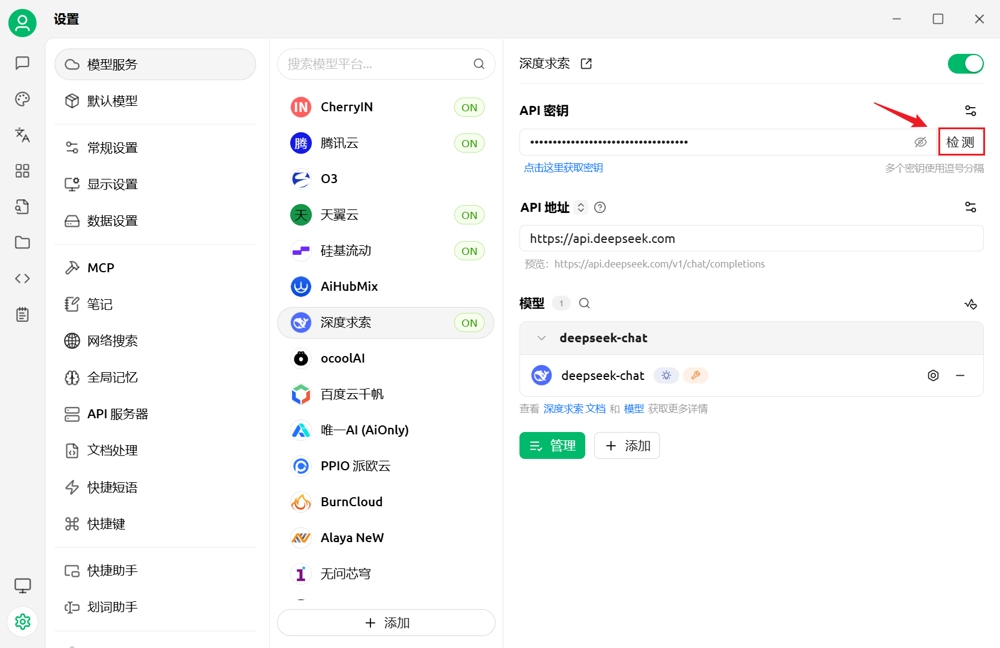 设置
模型服务
默认模型
常规设置
显示设置
数据设置
MCP
笔记
网络搜索
全局记忆
API 服务器
文档处理
快捷短语
快捷键
快捷助手
划词助手
搜索模型平台...
IN CherryIN ON
腾 腾讯云 ON
O3
天 天翼云 ON
硅基流动 ON
AiHubMix
深度求索 ON
ocoolAI
百度云千帆
唯一AI (AiOnly)
PPIO 派欧云
BurnCloud
Alaya NeW
无问芯穹
添加
深度求索
API 密钥
••••••••••••••••••••••••••••••••••• 检测
点击这里获取密钥 多个密钥使用逗号分隔
API 地址
https://api.deepseek.com
预览：https://api.deepseek.com/v1/chat/completions
模型 1
deepseek-chat
deepseek-chat
查看 深度求索 文档 和 模型 获取更多详情
管理 添加